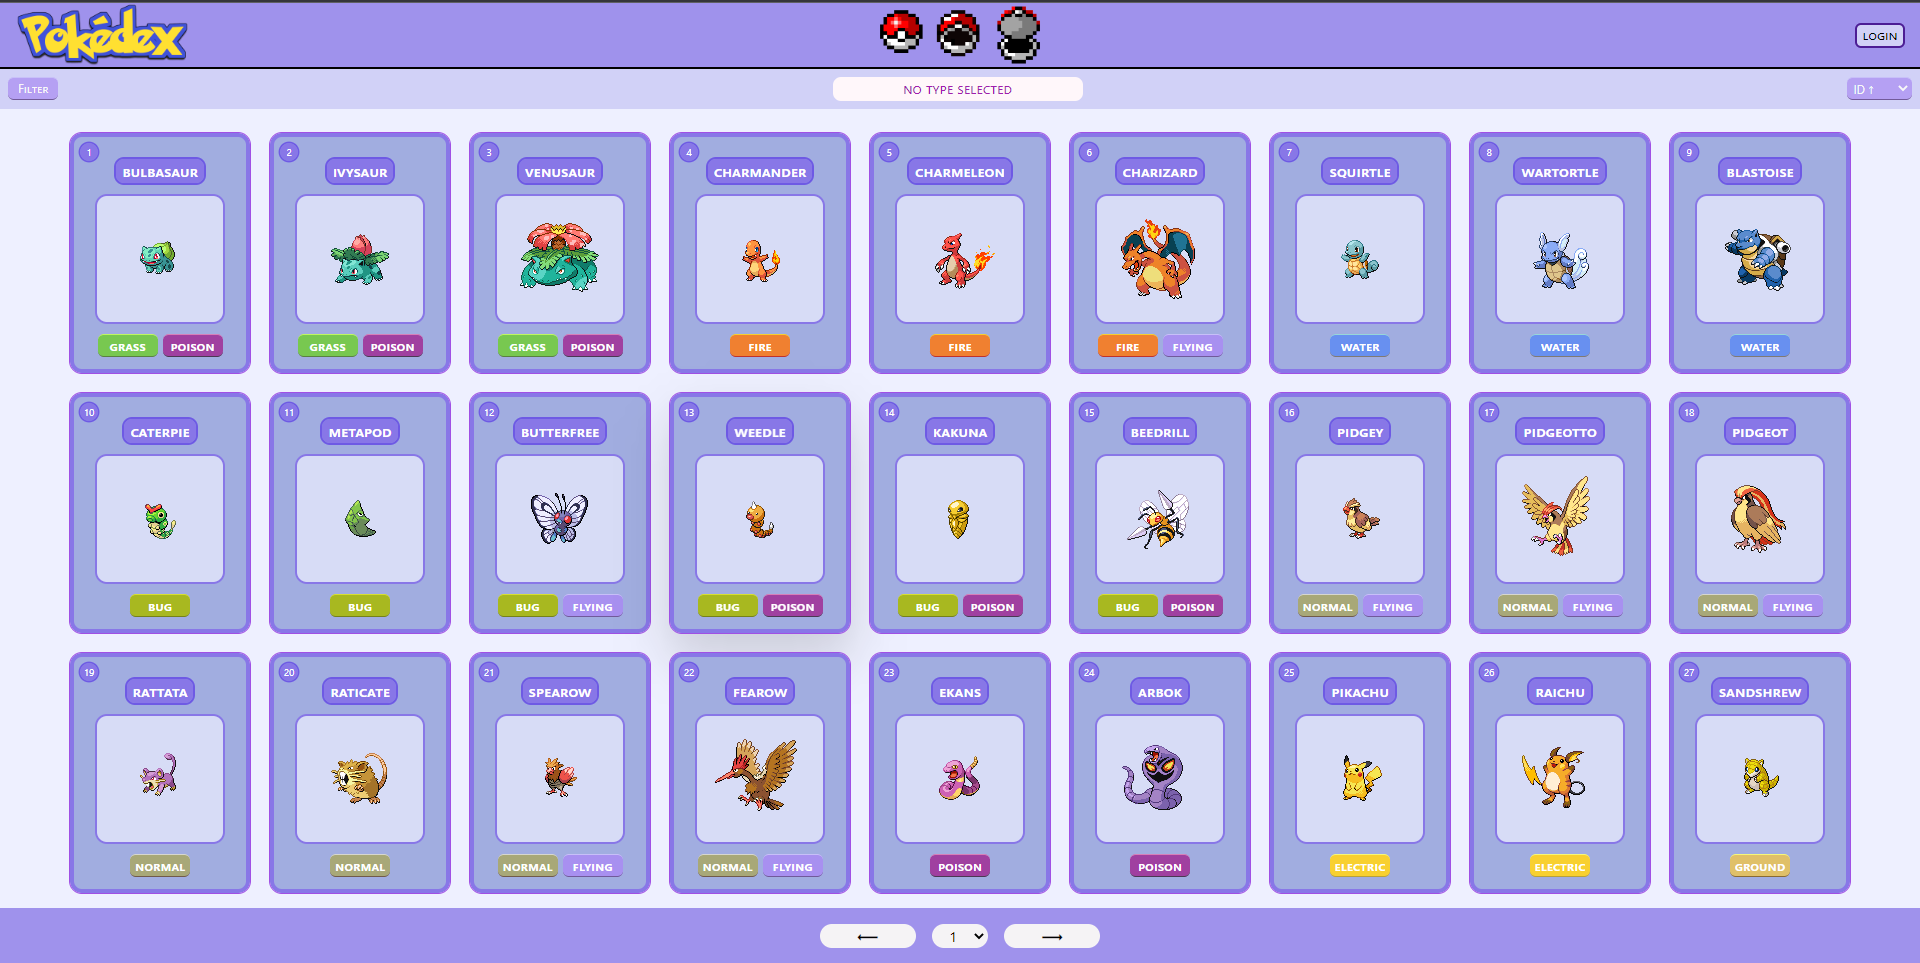 Pokédex
LOGIN
Filter
NO TYPE SELECTED
ID ↑
1 2 3 4 5 6 7 8 9
BULBASAUR IVYSAUR VENUSAUR CHARMANDER CHARMELEON CHARIZARD SQUIRTLE WARTORTLE BLASTOISE
GRASS POISON GRASS POISON GRASS POISON FIRE FIRE FIRE FLYING WATER WATER WATER
10 11 12 13 14 15 16 17 18
CATERPIE METAPOD BUTTERFREE WEEDLE KAKUNA BEEDRILL PIDGEY PIDGEOTTO PIDGEOT
BUG BUG BUG FLYING BUG POISON BUG POISON BUG POISON NORMAL FLYING NORMAL FLYING NORMAL FLYING
19 20 21 22 23 24 25 26 27
RATTATA RATICATE SPEAROW FEAROW EKANS ARBOK PIKACHU RAICHU SANDSHREW
NORMAL NORMAL NORMAL FLYING NORMAL FLYING POISON POISON ELECTRIC ELECTRIC GROUND
⟵ 1 ⟶